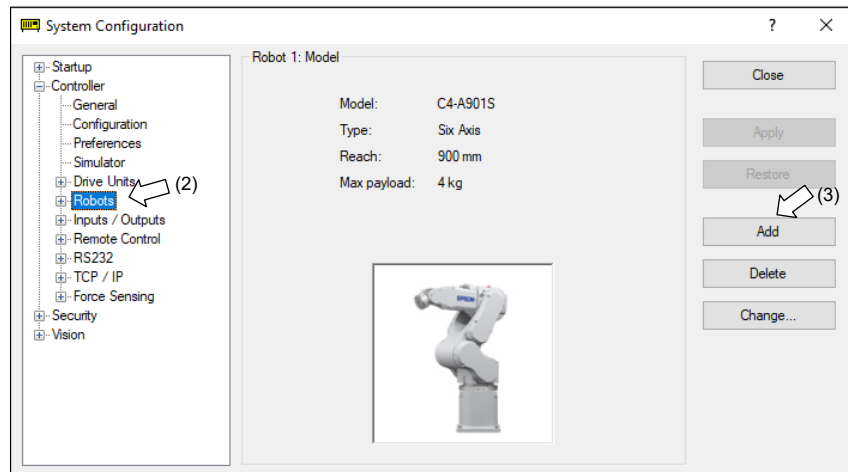 System Configuration
?
Startup
Controller
General
Configuration
Preferences
Simulator
Drive Units
(2)
Robots
Inputs / Outputs
Remote Control
RS232
TCP / IP
Force Sensing
Security
Vision
Robot 1: Model
Model: C4-A901S
Type: Six Axis
Reach: 900 mm
Max payload: 4 kg
EPSON
Close
Apply
Restore
(3)
Add
Delete
Change...